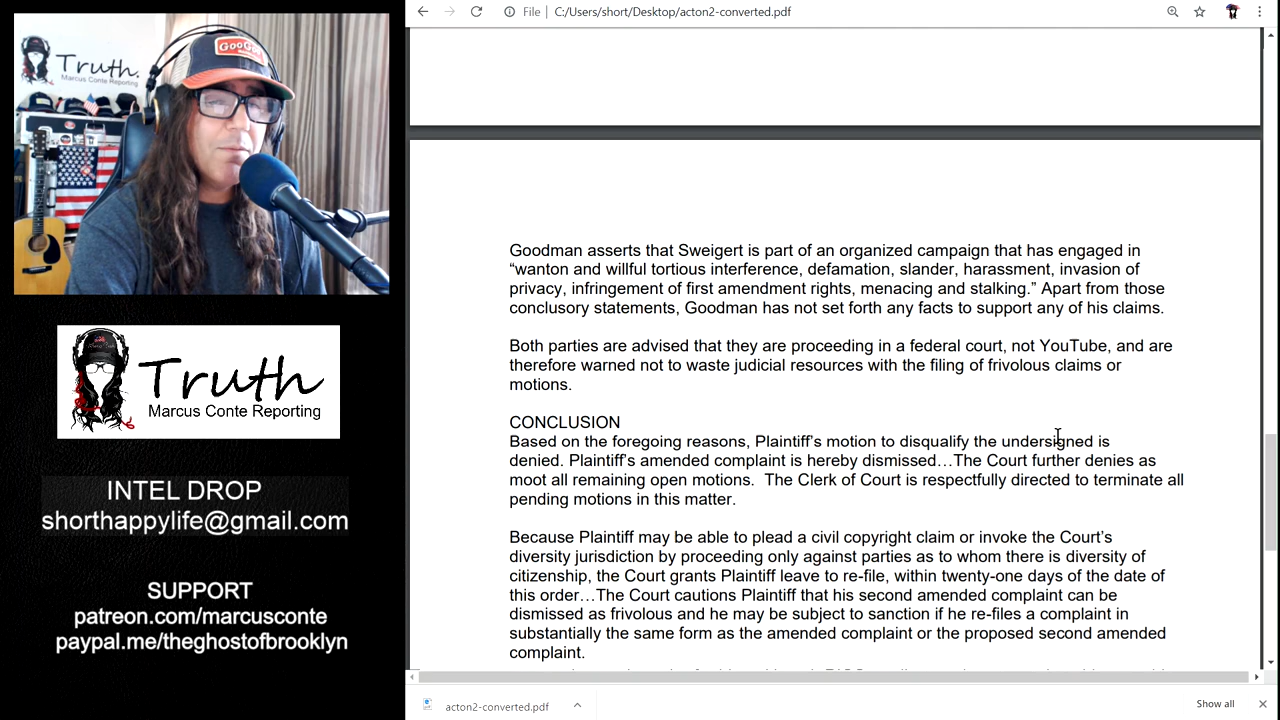 GooGoo
Truth.
Marcus Conte Reporting
Truth
Marcus Conte Reporting
INTEL DROP
shorthappylife@gmail.com
SUPPORT
patreon.com/marcusconte
paypal.me/theghostofbrooklyn
File | C:/Users/short/Desktop/acton2-converted.pdf
Goodman asserts that Sweigert is part of an organized campaign that has engaged in
“wanton and willful tortious interference, defamation, slander, harassment, invasion of
privacy, infringement of first amendment rights, menacing and stalking.” Apart from those
conclusory statements, Goodman has not set forth any facts to support any of his claims.
Both parties are advised that they are proceeding in a federal court, not YouTube, and are
therefore warned not to waste judicial resources with the filing of frivolous claims or
motions.
CONCLUSION
Based on the foregoing reasons, Plaintiff’s motion to disqualify the undersigned is
denied. Plaintiff’s amended complaint is hereby dismissed…The Court further denies as
moot all remaining open motions. The Clerk of Court is respectfully directed to terminate all
pending motions in this matter.
Because Plaintiff may be able to plead a civil copyright claim or invoke the Court’s
diversity jurisdiction by proceeding only against parties as to whom there is diversity of
citizenship, the Court grants Plaintiff leave to re-file, within twenty-one days of the date of
this order…The Court cautions Plaintiff that his second amended complaint can be
dismissed as frivolous and he may be subject to sanction if he re-files a complaint in
substantially the same form as the amended complaint or the proposed second amended
complaint.
acton2-converted.pdf
Show all